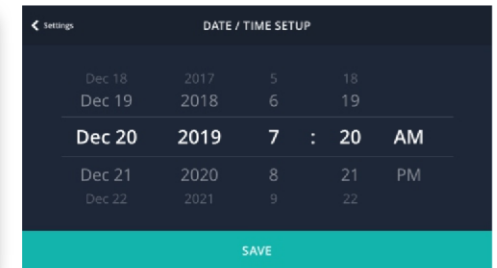 Settings DATE / TIME SETUP
Dec 18 2017 5 18
Dec 19 2018 6 19
Dec 20 2019 7 : 20 AM
Dec 21 2020 8 21 PM
Dec 22 2021 9 22
SAVE